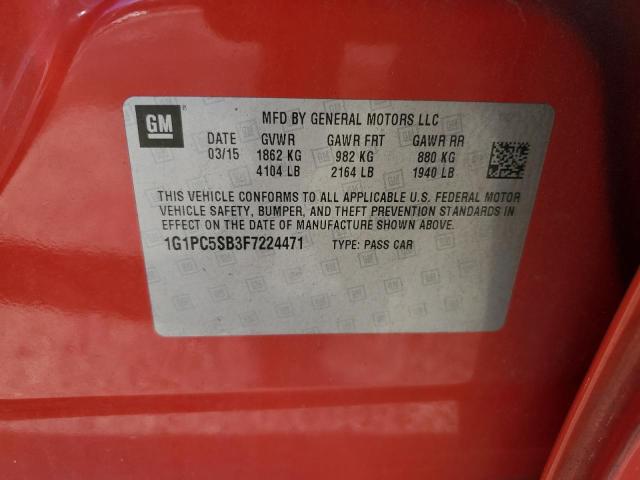 GM ® MFD BY GENERAL MOTORS LLC
DATE GVWR GAWR FRT GAWR RR
03/15 1862 KG 982 KG 880 KG
4104 LB 2164 LB 1940 LB
THIS VEHICLE CONFORMS TO ALL APPLICABLE U.S. FEDERAL MOTOR
VEHICLE SAFETY, BUMPER, AND THEFT PREVENTION STANDARDS IN
EFFECT ON THE DATE OF MANUFACTURE SHOWN ABOVE.
1G1PC5SB3F7224471 TYPE: PASS CAR